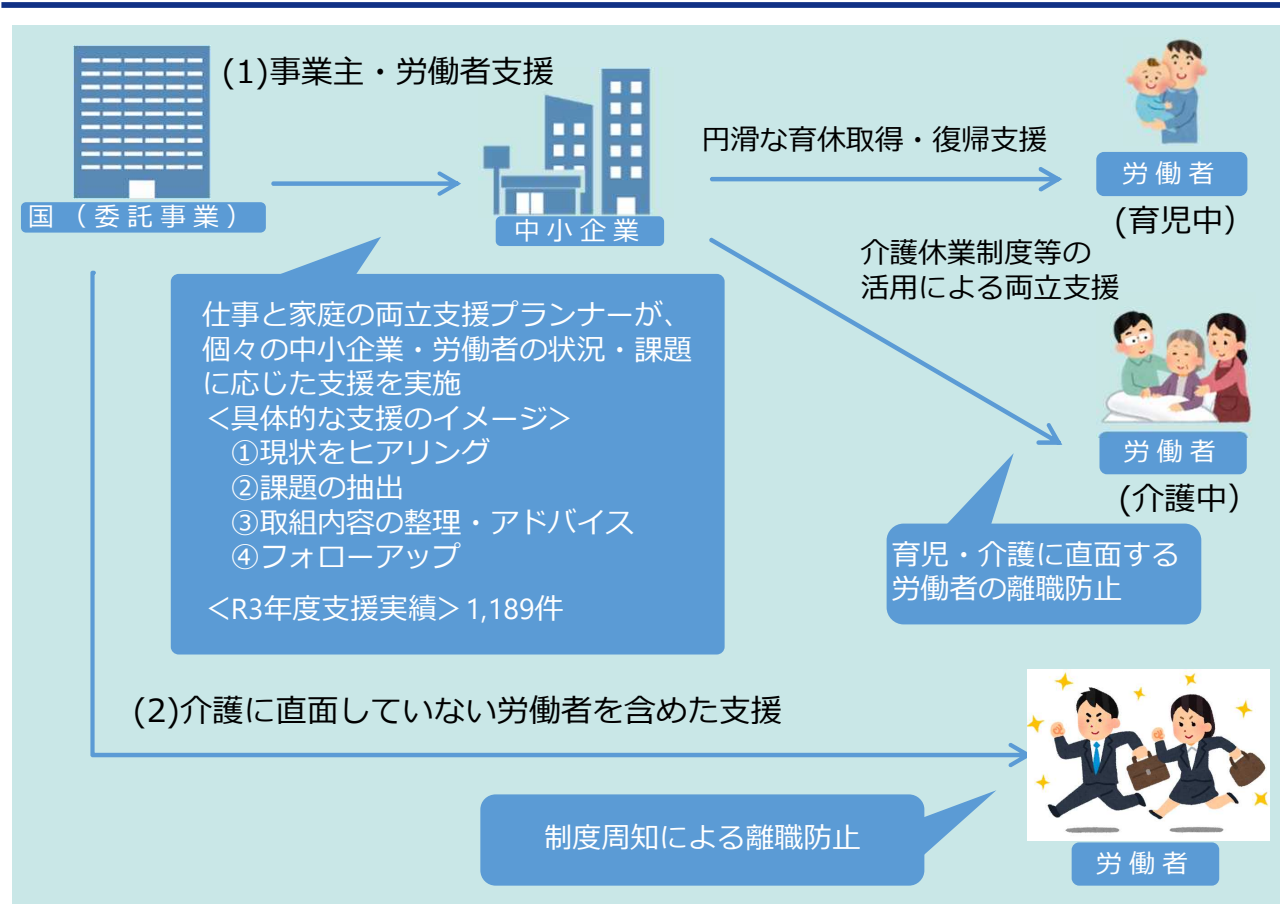 (1)事業主・労働者支援
国（委託事業）
中小企業
円滑な育休取得・復帰支援
労働者
(育児中)
介護休業制度等の
活用による両立支援
労働者
(介護中)
仕事と家庭の両立支援プランナーが、
個々の中小企業・労働者の状況・課題
に応じた支援を実施
＜具体的な支援のイメージ＞
①現状をヒアリング
②課題の抽出
③取組内容の整理・アドバイス
④フォローアップ
＜R3年度支援実績＞1,189件
育児・介護に直面する
労働者の離職防止
(2)介護に直面していない労働者を含めた支援
制度周知による離職防止
労働者